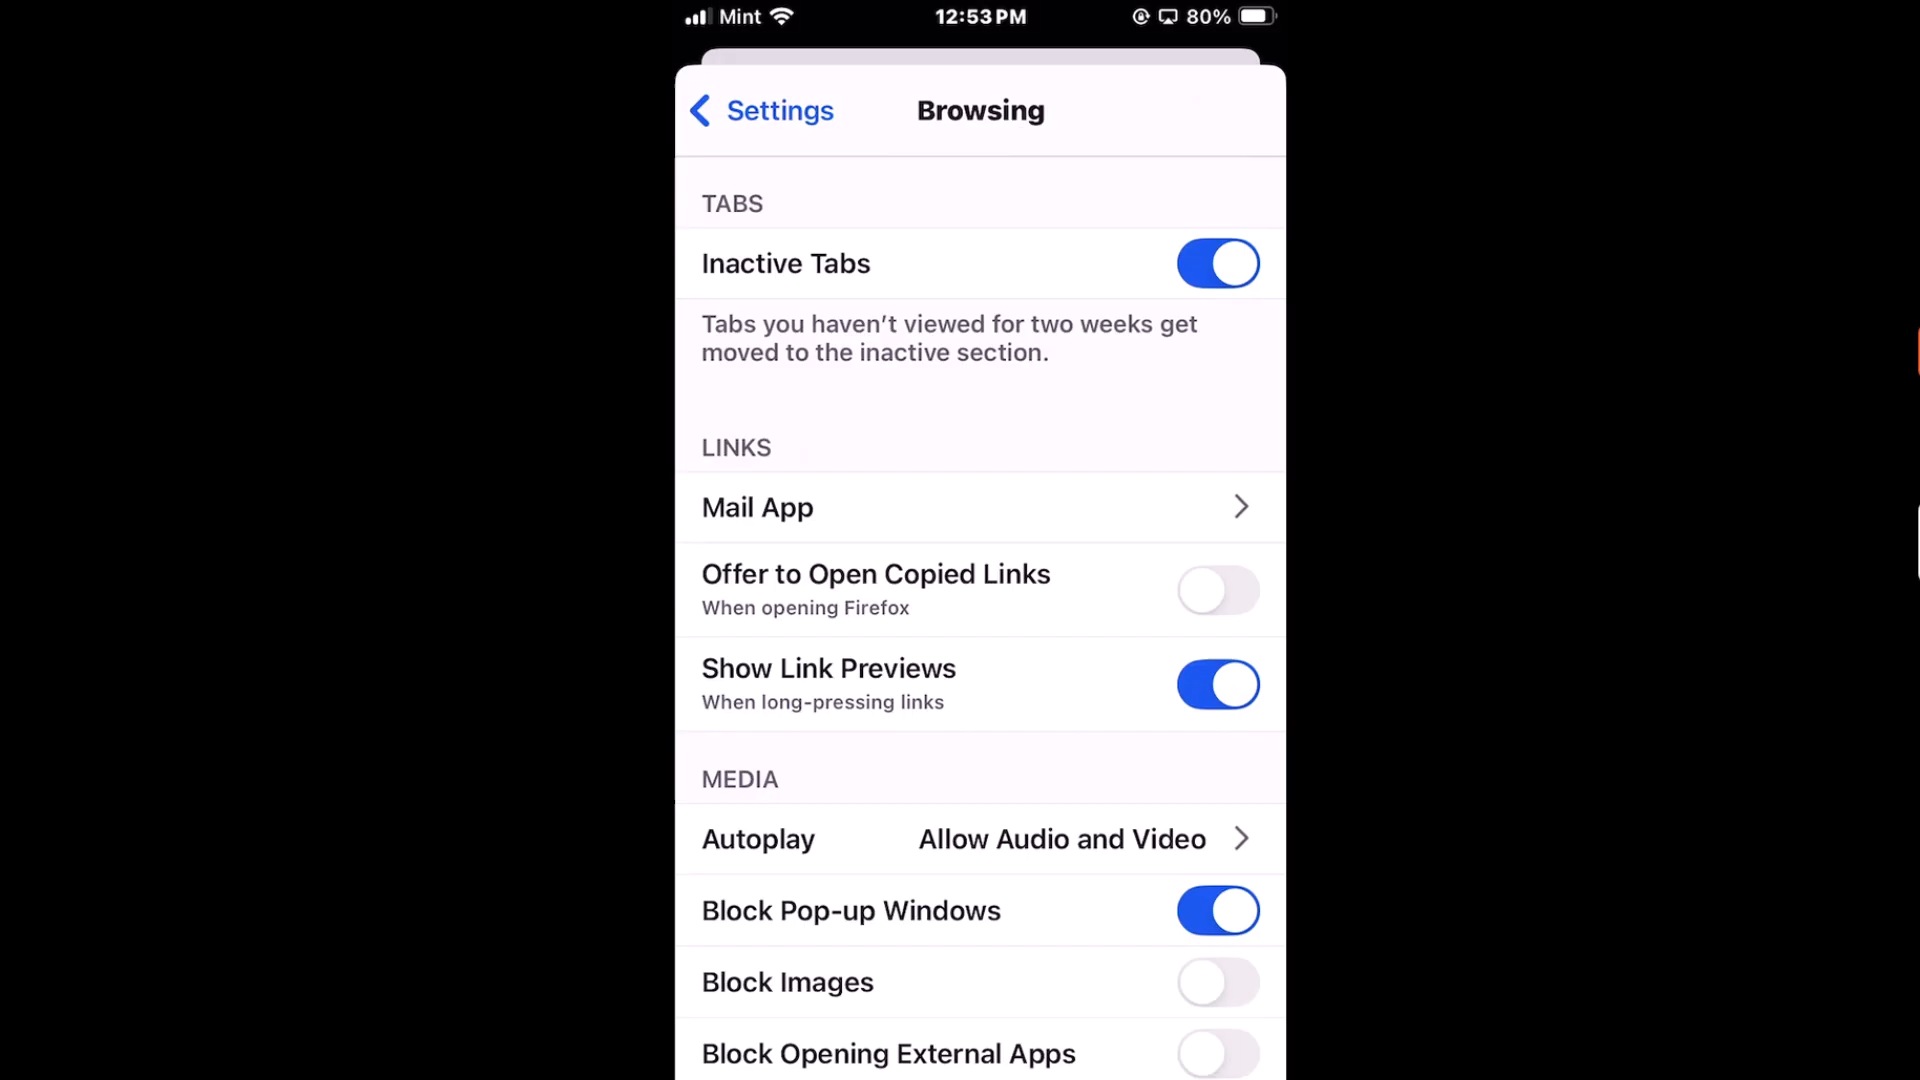 Mint
12:53 PM
80%
Settings
Browsing
TABS
Inactive Tabs
Tabs you haven’t viewed for two weeks get
moved to the inactive section.
LINKS
Mail App
Offer to Open Copied Links
When opening Firefox
Show Link Previews
When long-pressing links
MEDIA
Autoplay Allow Audio and Video
Block Pop-up Windows
Block Images
Block Opening External Apps